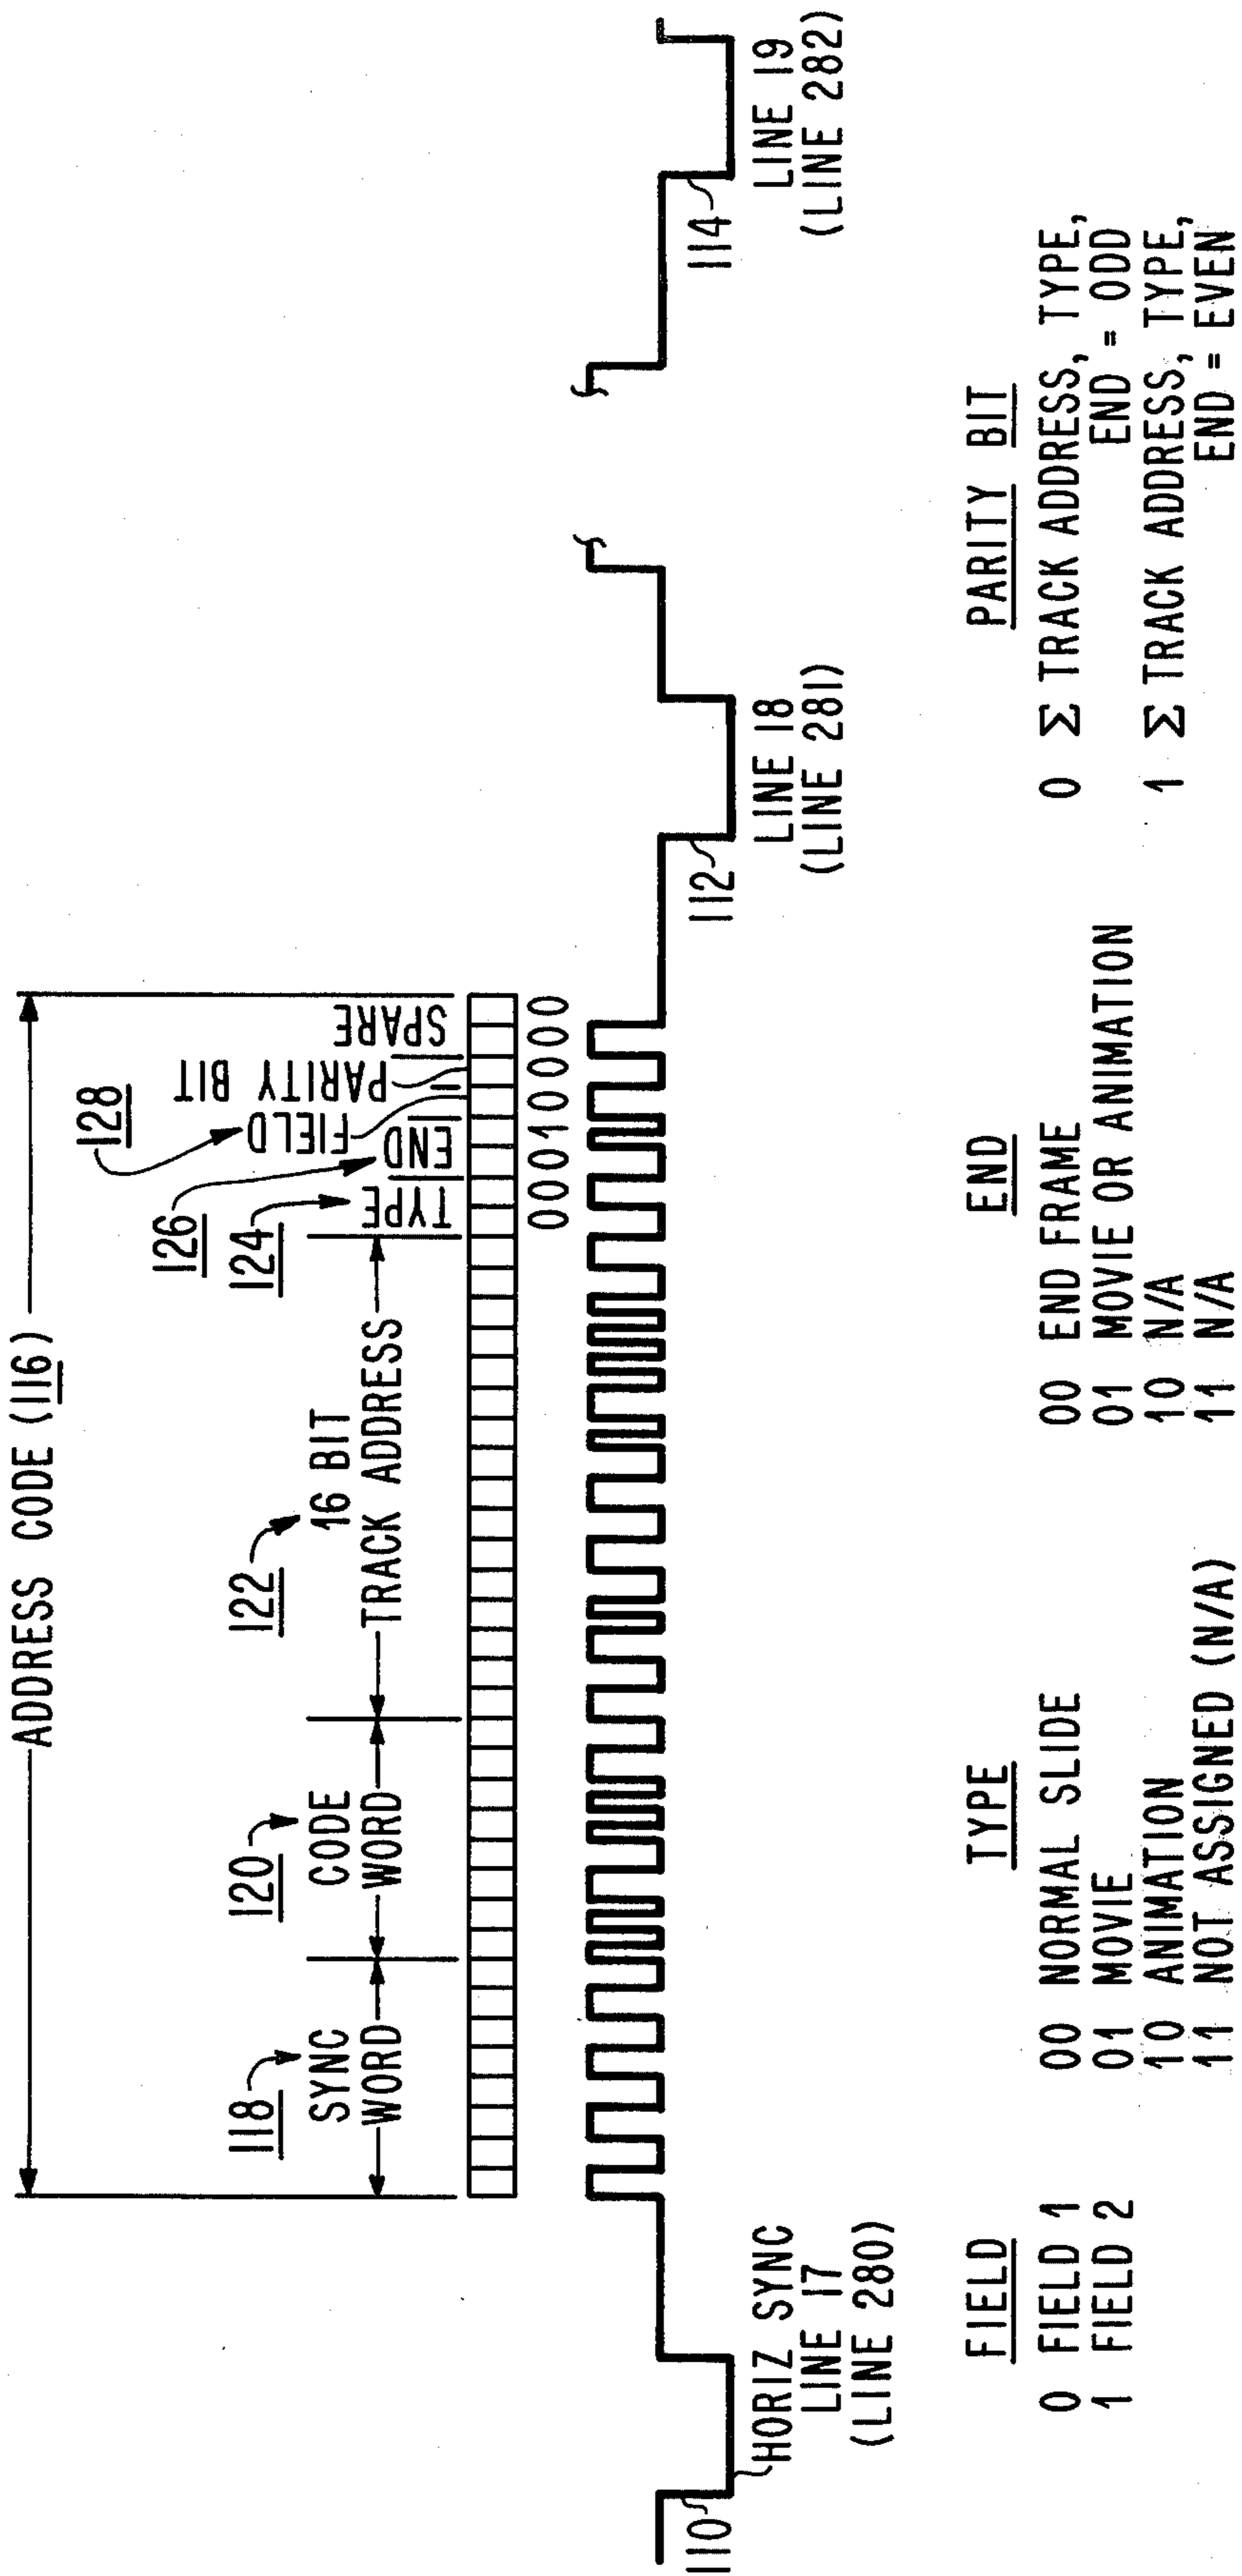 ADDRESS CODE (116)
118
SYNC
WORD
120
CODE
WORD
122
16 BIT
TRACK ADDRESS
124
126
128
TYPE
END
FIELD
PARITY BIT
SPARE
00010000
110
HORIZ SYNC
LINE 17
(LINE 280)
112
LINE 18
(LINE 281)
114
LINE 19
(LINE 282)
FIELD
0 FIELD 1
1 FIELD 2
TYPE
00 NORMAL SLIDE
01 MOVIE
10 ANIMATION
11 NOT ASSIGNED (N/A)
END
00 END FRAME
01 MOVIE OR ANIMATION
10 N/A
11 N/A
PARITY BIT
0 Σ TRACK ADDRESS, TYPE,
END = ODD
1 Σ TRACK ADDRESS, TYPE,
END = EVEN